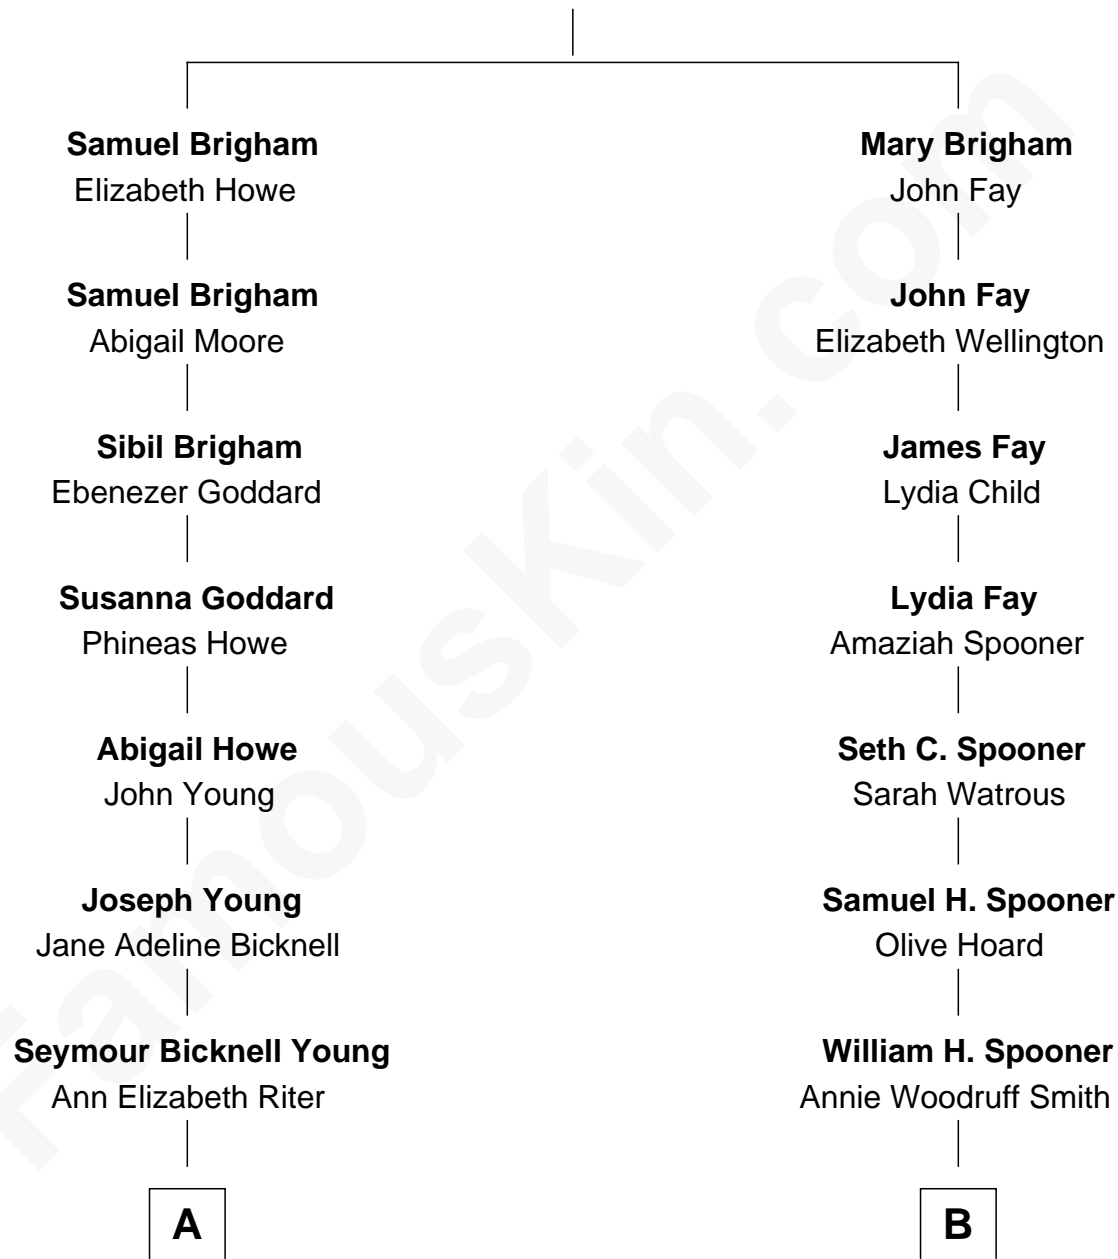 Samuel Brigham
Elizabeth Howe
Samuel Brigham
Abigail Moore
Sibil Brigham
Ebenezer Goddard
Susanna Goddard
Phineas Howe
Abigail Howe
John Young
Joseph Young
Jane Adeline Bicknell
Seymour Bicknell Young
Ann Elizabeth Riter
A
Mary Brigham
John Fay
John Fay
Elizabeth Wellington
James Fay
Lydia Child
Lydia Fay
Amaziah Spooner
Seth C. Spooner
Sarah Watrous
Samuel H. Spooner
Olive Hoard
William H. Spooner
Annie Woodruff Smith
B
FamousKin.com